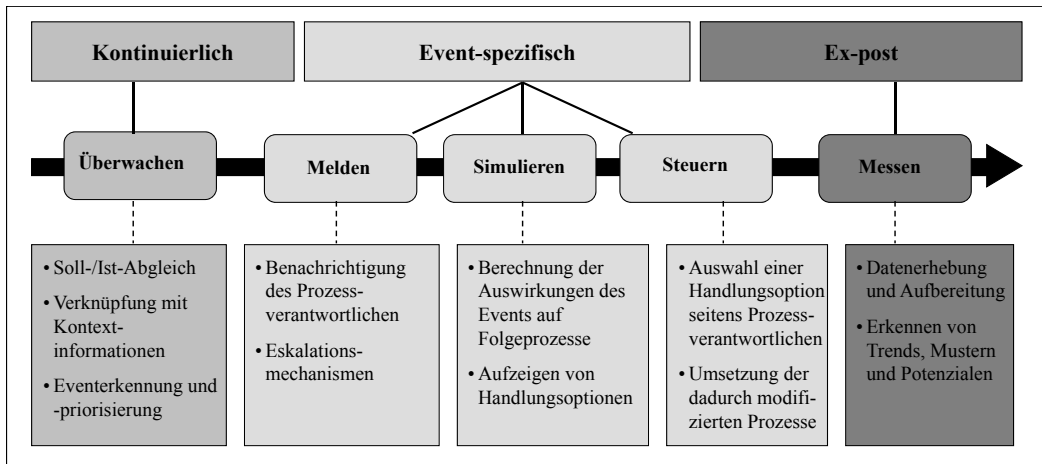 Kontinuierlich
Event-spezifisch
Ex-post
Überwachen
Melden
Simulieren
Steuern
Messen
• Soll-/Ist-Abgleich
• Verknüpfung mit
Kontext-
informationen
• Eventerkennung und
-priorisierung
• Benachrichtigung
des Prozess-
verantwortlichen
• Eskalations-
mechanismen
• Berechnung der
Auswirkungen des
Events auf
Folgeprozesse
• Aufzeigen von
Handlungsoptionen
• Auswahl einer
Handlungsoption
seitens Prozess-
verantwortlichen
• Umsetzung der
dadurch modifi-
zierten Prozesse
• Datenerhebung
und Aufbereitung
• Erkennen von
Trends, Mustern
und Potenzialen